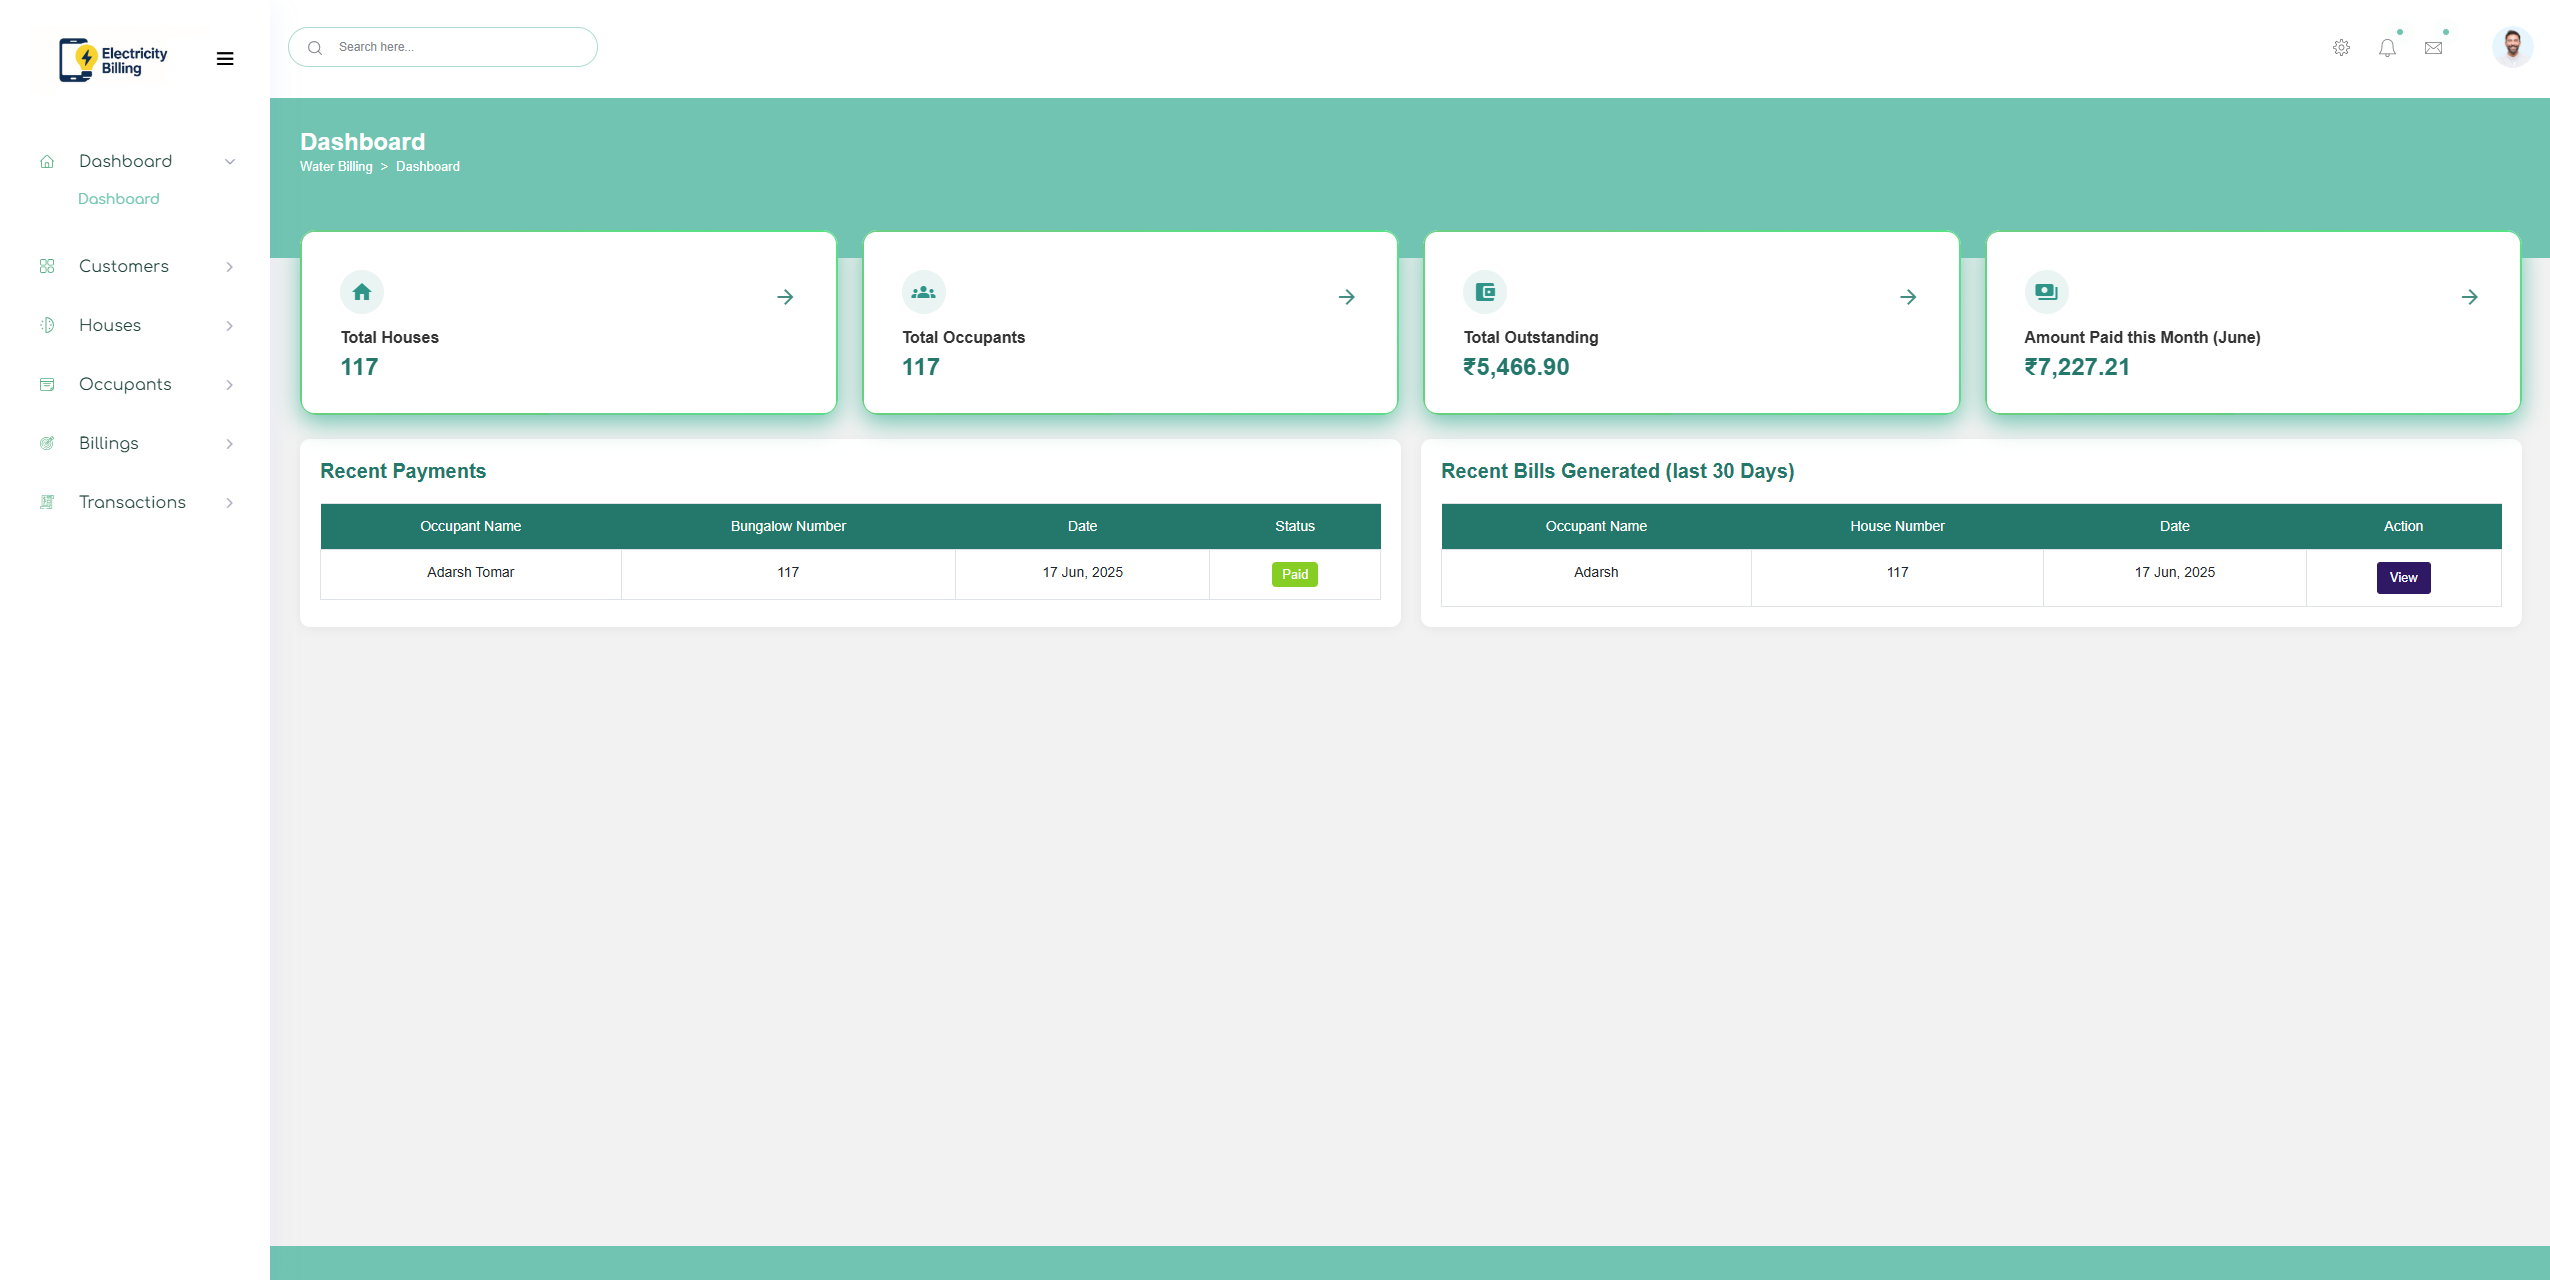 Electricity
Billing
Search here...
Dashboard
Dashboard
Customers
Houses
Occupants
Billings
Transactions
Dashboard
Water Billing > Dashboard
Total Houses
117
Total Occupants
117
Total Outstanding
₹5,466.90
Amount Paid this Month (June)
₹7,227.21
Recent Payments
Occupant Name Bungalow Number Date Status
Adarsh Tomar 117 17 Jun, 2025 Paid
Recent Bills Generated (last 30 Days)
Occupant Name House Number Date Action
Adarsh 117 17 Jun, 2025 View